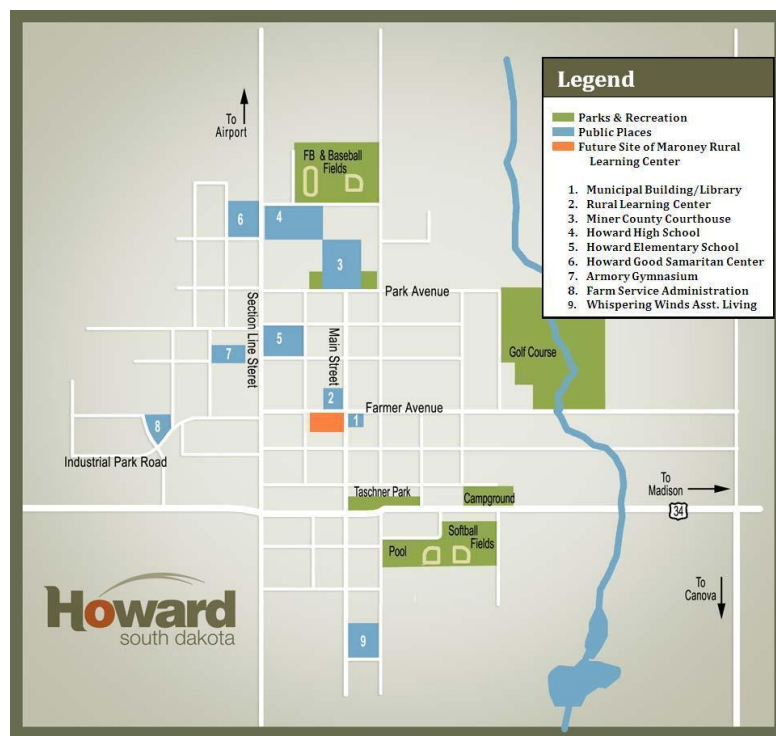 Legend
Parks & Recreation
Public Places
Future Site of Maroney Rural
Learning Center
1. Municipal Building/Library
2. Rural Learning Center
3. Miner County Courthouse
4. Howard High School
5. Howard Elementary School
6. Howard Good Samaritan Center
7. Armory Gymnasium
8. Farm Service Administration
9. Whispering Winds Asst. Living
To
Airport
FB & Baseball
Fields
6
4
3
Park Avenue
Section Line Steret
Main Street
5
7
Golf Course
2
Farmer Avenue
1
8
Industrial Park Road
Taschner Park
Campground
To
Madison
34
Softball
Fields
Pool
To
Canova
Howard
south dakota
9